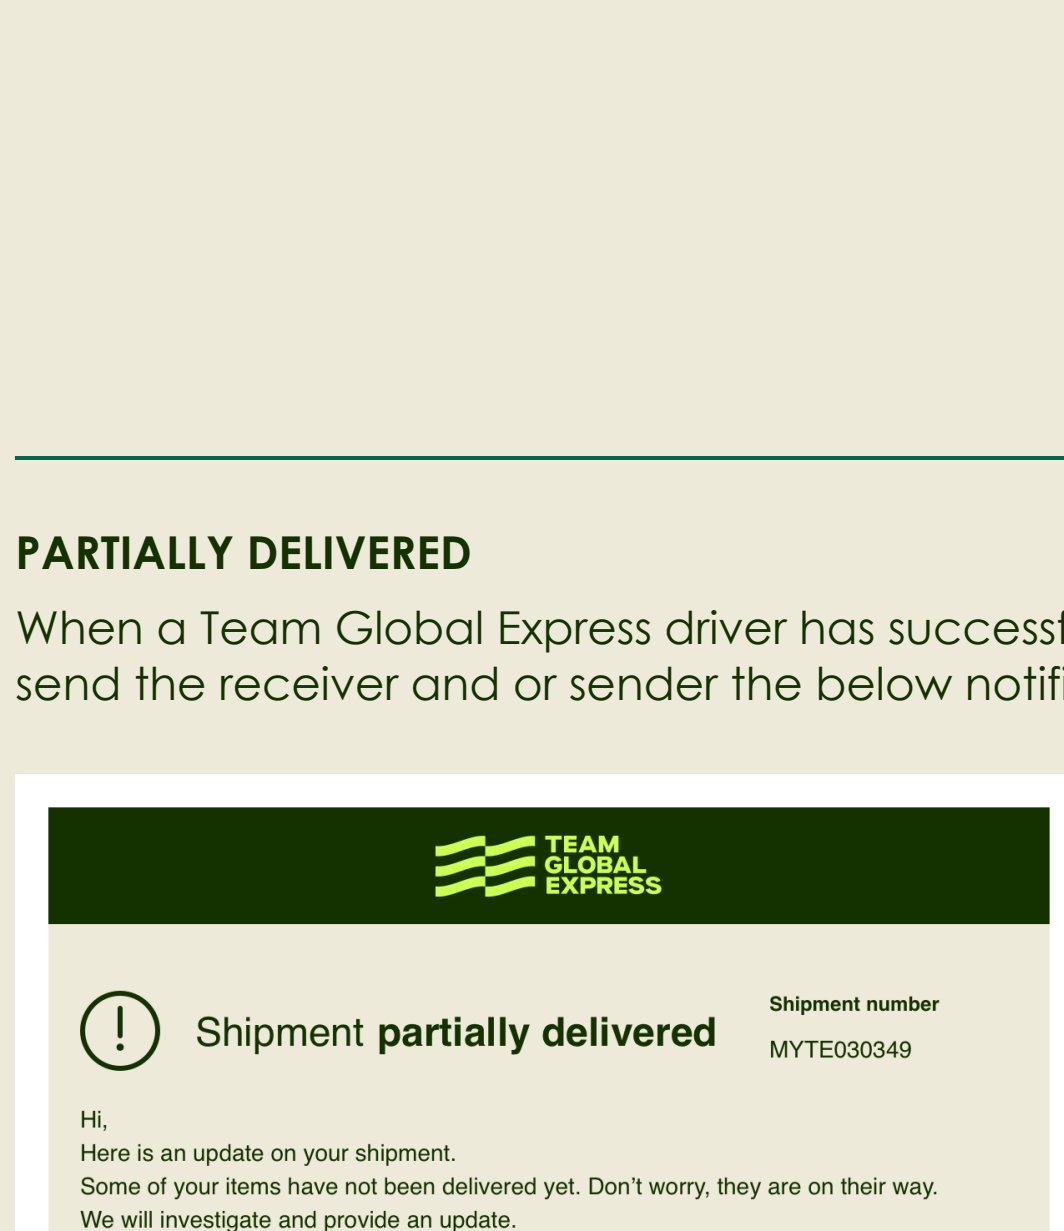 PARTIALLY DELIVERED
When a Team Global Express driver has
send the receiver and or sender the below
TEAM
GLOBAL
EXPRESS
Shipment partially delivered
Shipment number
MYTE030349
Hi,
Here is an update on your shipment.
Some of your items have not been delivered yet. Don’t worry, they are on their way.
We will investigate and provide an update.